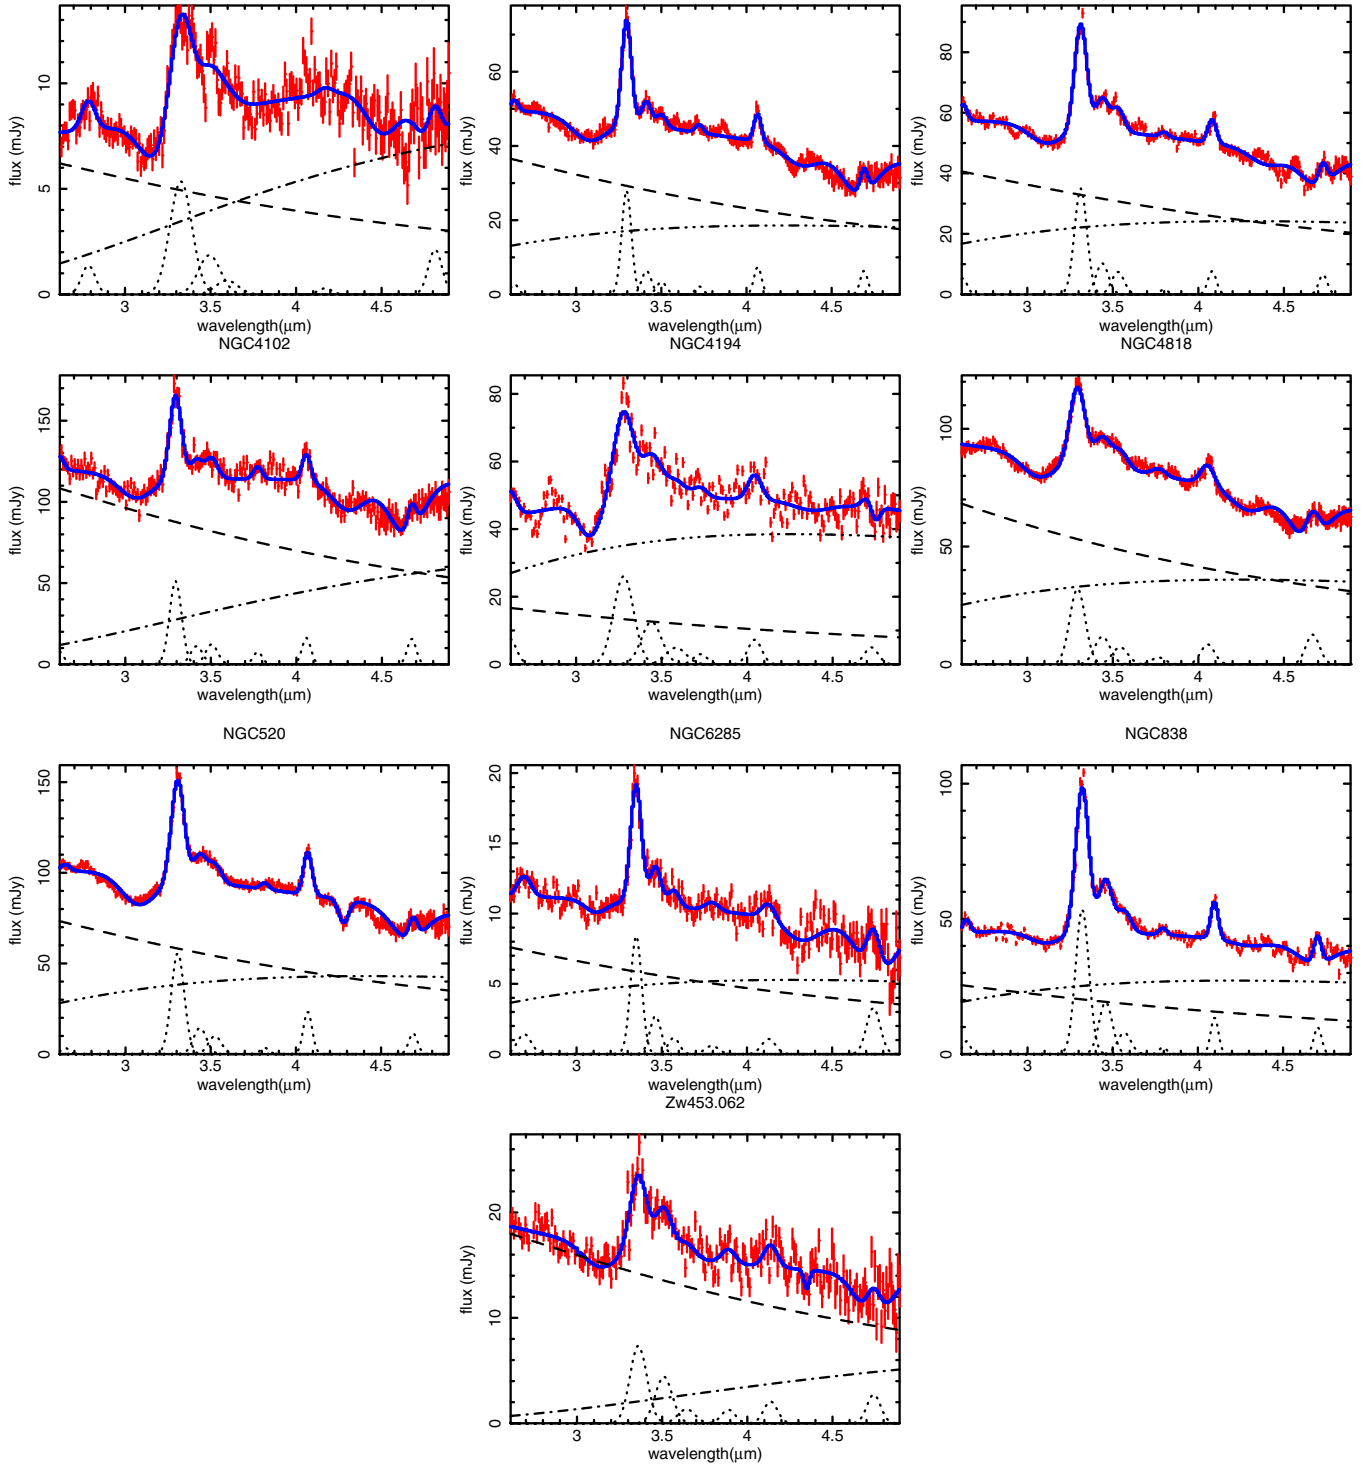 flux (mJy)
0 5 10
3 3.5 4 4.5
wavelength(μm)
flux (mJy)
0 20 40 60
3 3.5 4 4.5
wavelength(μm)
flux (mJy)
0 20 40 60 80
3 3.5 4 4.5
wavelength(μm)
NGC4102
NGC4194
NGC4818
flux (mJy)
0 50 100 150
3 3.5 4 4.5
wavelength(μm)
flux (mJy)
0 20 40 60 80
3 3.5 4 4.5
wavelength(μm)
flux (mJy)
0 50 100
3 3.5 4 4.5
wavelength(μm)
NGC520
NGC6285
NGC838
flux (mJy)
0 50 100 150
3 3.5 4 4.5
wavelength(μm)
flux (mJy)
0 5 10 15 20
3 3.5 4 4.5
wavelength(μm)
flux (mJy)
0 50 100
3 3.5 4 4.5
wavelength(μm)
Zw453.062
flux (mJy)
0 10 20
3 3.5 4 4.5
wavelength(μm)